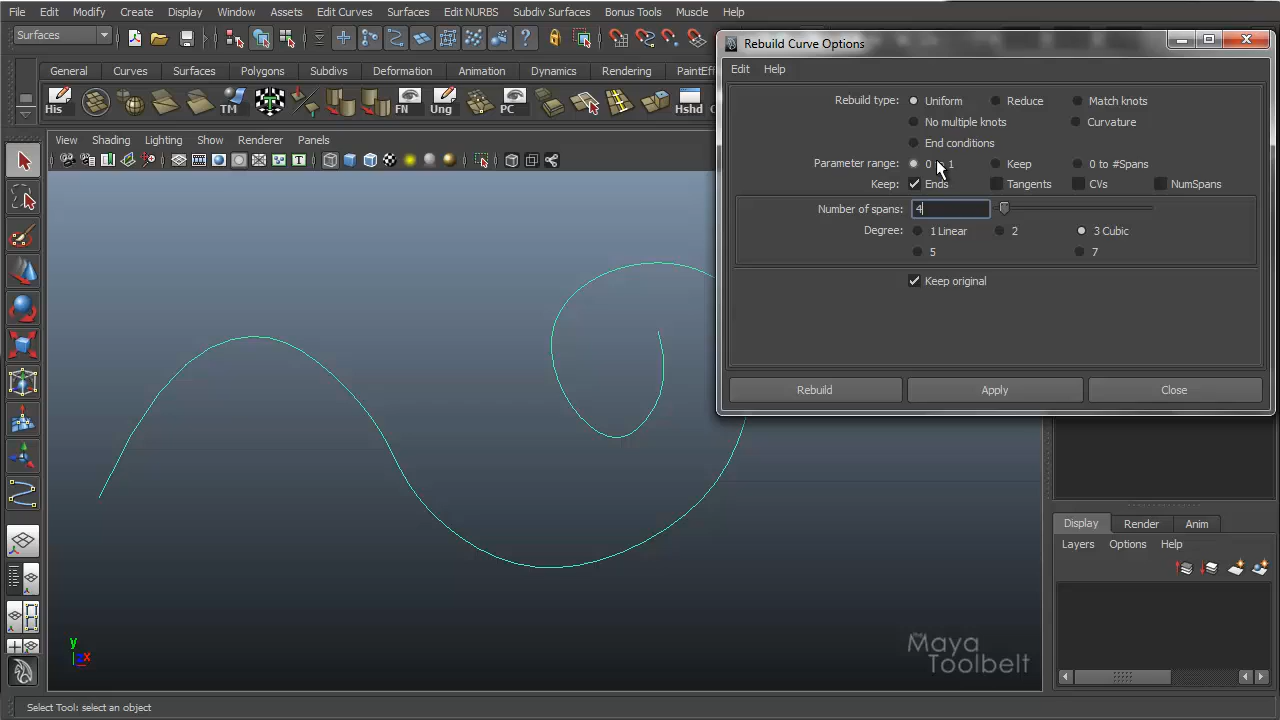 File Edit Modify Create Display Window Assets Edit Curves Surfaces Edit NURBS Subdiv Surfaces Bonus Tools Muscle Help
Surfaces
Rebuild Curve Options
General Curves Surfaces Polygons Subdivs Deformation Animation Dynamics Rendering PaintEff
Edit Help
His TM FN Ung PC Hshd
View Shading Lighting Show Renderer Panels
Rebuild type: Uniform Reduce Match knots
No multiple knots Curvature
End conditions
Parameter range: 0 to 1 Keep 0 to #Spans
Keep: Ends Tangents CVs NumSpans
Number of spans: 4
Degree: 1 Linear 2 3 Cubic
5 7
Keep original
Rebuild Apply Close
Display Render Anim
Layers Options Help
y
z x
the Maya
Toolbelt
Select Tool: select an object